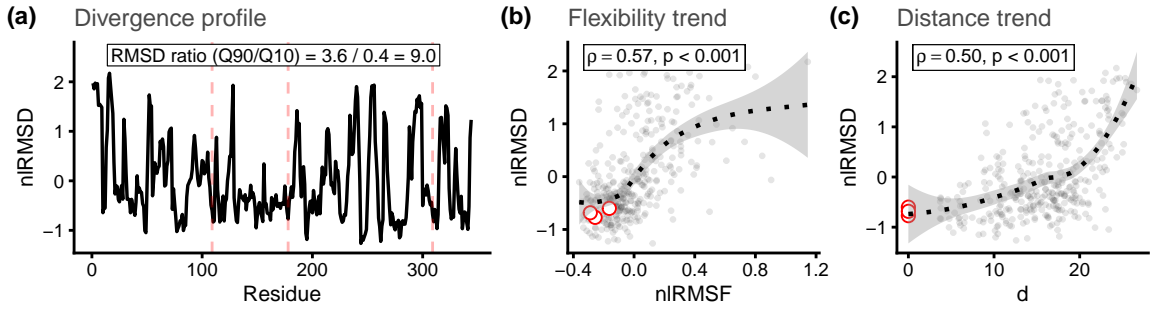 (a) Divergence profile
RMSD ratio (Q90/Q10) = 3.6 / 0.4 = 9.0
nlRMSD
2
1
0
−1
0 100 200 300
Residue
(b) Flexibility trend
ρ = 0.57, p < 0.001
nlRMSD
2
1
0
−1
−0.4 0.0 0.4 0.8 1.2
nlRMSF
(c) Distance trend
ρ = 0.50, p < 0.001
nlRMSD
2
1
0
−1
0 10 20
d